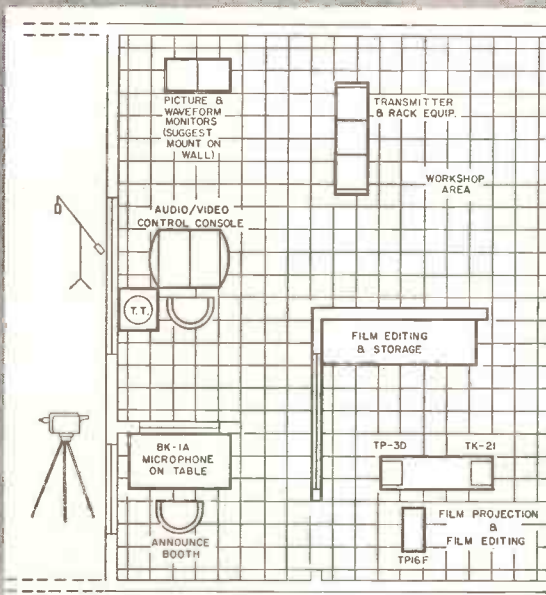 PICTURE &
WAVEFORM
MONITORS
(SUGGEST
MOUNT ON
WALL)
TRANSMITTER
& RACK EQUIP.
WORKSHOP
AREA
AUDIO/VIDEO
CONTROL CONSOLE
T.T.
FILM EDITING
& STORAGE
BK-1A
MICROPHONE
ON TABLE
ANNOUNCE
BOOTH
TP-3D TK-21
FILM PROJECTION
&
FILM EDITING
TP16F